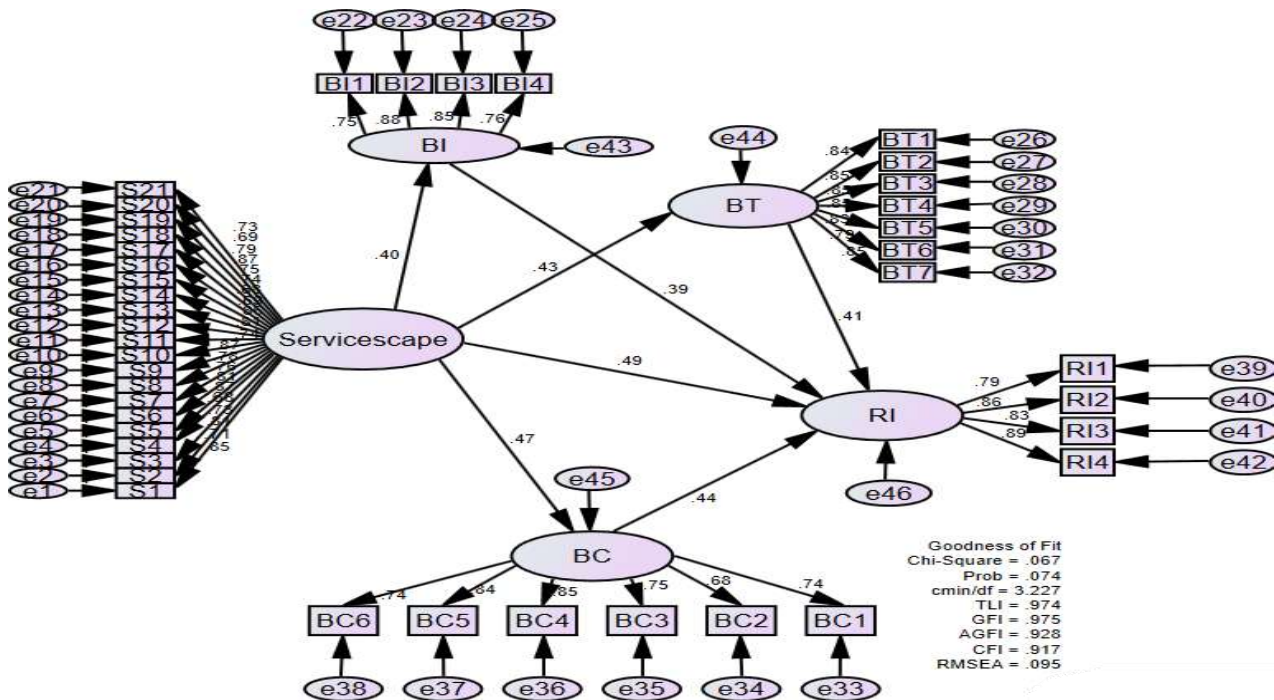 e22 e23 e24 e25
BI1 BI2 BI3 BI4
.75 .88 .85 .76
BI
e43
e44
BT
.84
.85
.85
.79
.85
BT1 e26
BT2 e27
BT3 e28
BT4 e29
BT5 e30
BT6 e31
BT7 e32
e21 S21
e20 S20
e19 S19
e18 S18
e17 S17
e16 S16
e15 S15
e14 S14
e13 S13
e12 S12
e11 S11
e10 S10
e9 S9
e8 S8
e7 S7
e6 S6
e5 S5
e4 S4
e3 S3
e2 S2
e1 S1
.73
.69
.79
.87
.75
.85
Servicescape
.40
.43
.39
.41
.49
.47
.44
RI
.79
.86
.83
.89
RI1 e39
RI2 e40
RI3 e41
RI4 e42
e46
e45
BC
.74 .84 .85 .75 .68 .74
BC6 BC5 BC4 BC3 BC2 BC1
e38 e37 e36 e35 e34 e33
Goodness of Fit
Chi-Square = .067
Prob = .074
cmin/df = 3.227
TLI = .974
GFI = .975
AGFI = .928
CFI = .917
RMSEA = .095